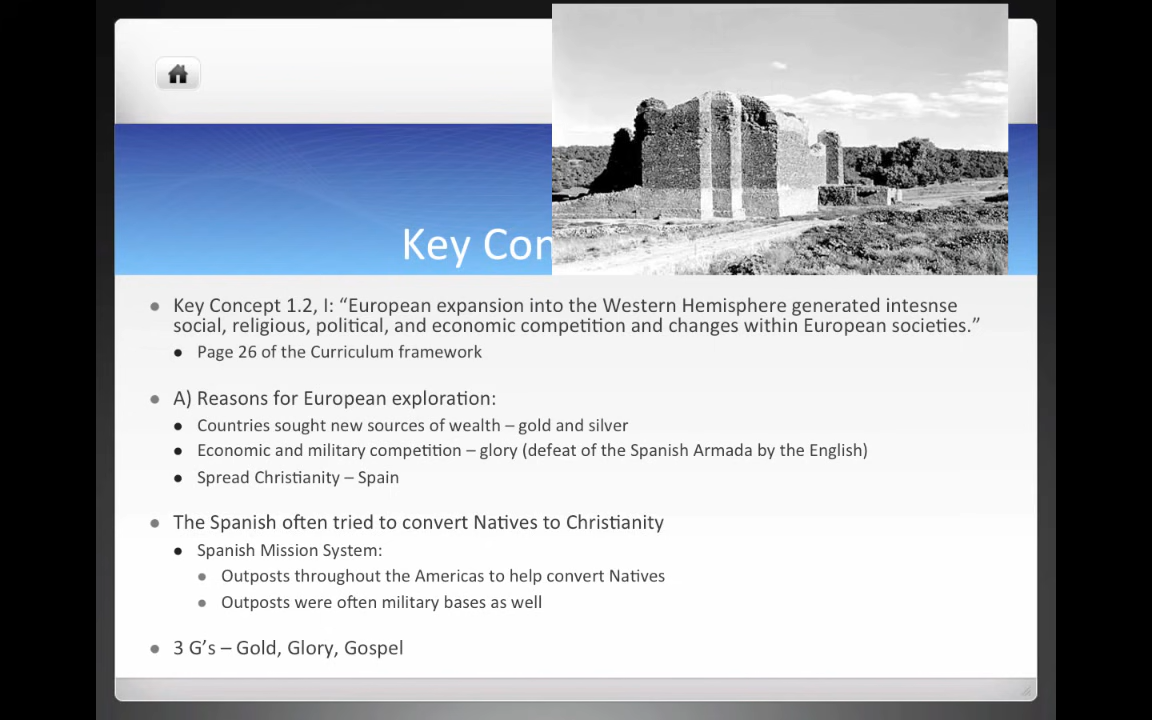 Key Con
Key Concept 1.2, I: “European expansion into the Western Hemisphere generated intesnse
social, religious, political, and economic competition and changes within European societies.”
Page 26 of the Curriculum framework
A) Reasons for European exploration:
Countries sought new sources of wealth – gold and silver
Economic and military competition – glory (defeat of the Spanish Armada by the English)
Spread Christianity – Spain
The Spanish often tried to convert Natives to Christianity
Spanish Mission System:
Outposts throughout the Americas to help convert Natives
Outposts were often military bases as well
3 G’s – Gold, Glory, Gospel